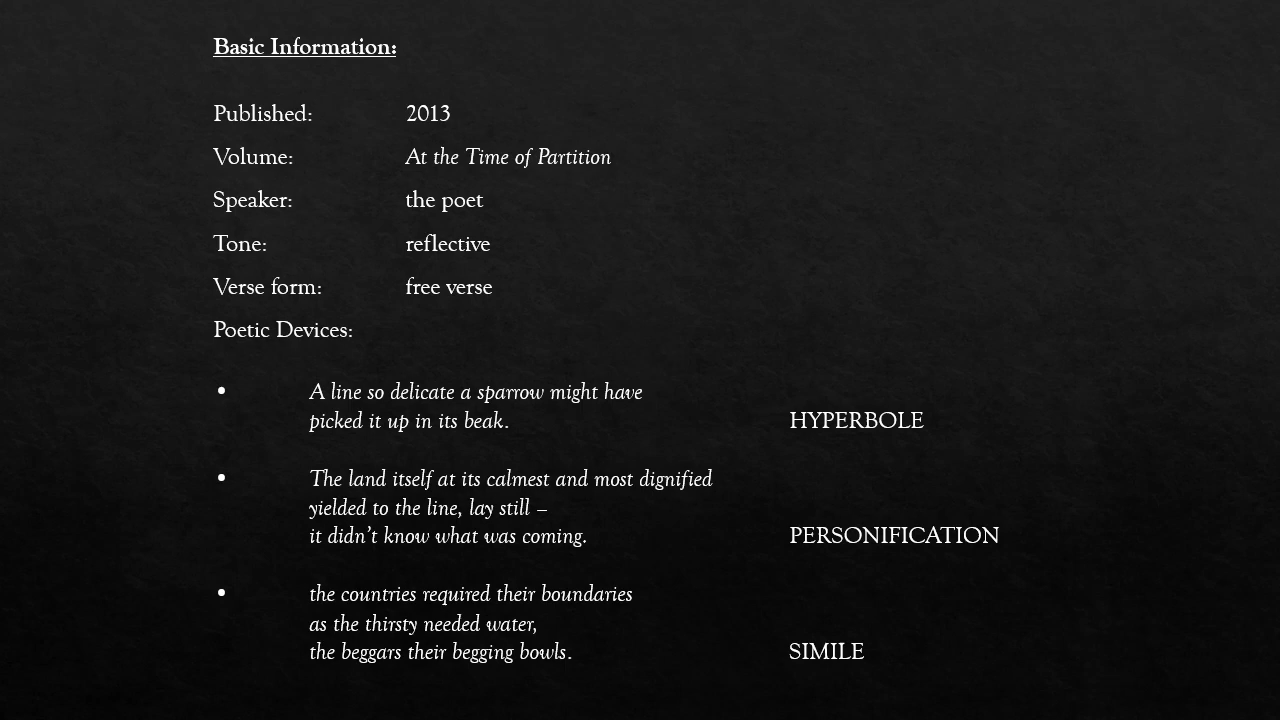 Basic Information:
Published: 2013
Volume: At the Time of Partition
Speaker: the poet
Tone: reflective
Verse form: free verse
Poetic Devices:
• A line so delicate a sparrow might have
picked it up in its beak. HYPERBOLE
• The land itself at its calmest and most dignified
yielded to the line, lay still –
it didn’t know what was coming. PERSONIFICATION
• the countries required their boundaries
as the thirsty needed water,
the beggars their begging bowls. SIMILE